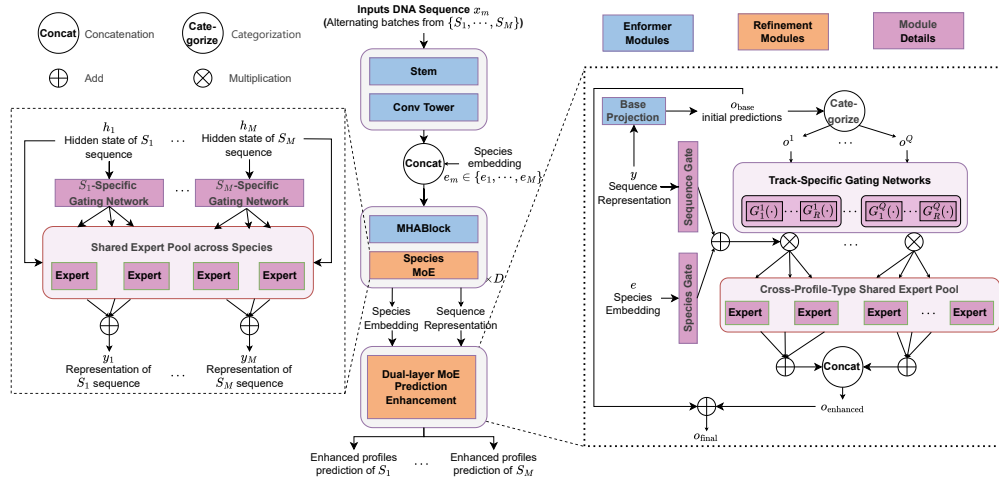 Concat
Concatenation
Cate-
gorize
Categorization
Add
Multiplication
Inputs DNA Sequence x_m
(Alternating batches from {S_1, ⋯, S_M})
Stem
Conv Tower
Concat
Species
embedding
e_m ∈ {e_1, ⋯, e_M}
MHABlock
Species
MoE
×D
Species
Embedding
Sequence
Representation
Dual-layer MoE
Prediction
Enhancement
Enhanced profiles
prediction of S_1
⋯
Enhanced profiles
prediction of S_M
h_1
Hidden state of S_1
sequence
⋯
h_M
Hidden state of S_M
sequence
S_1-Specific
Gating Network
⋯
S_M-Specific
Gating Network
Shared Expert Pool across Species
Expert
Expert
Expert
Expert
y_1
Representation of
S_1 sequence
⋯
y_M
Representation of
S_M sequence
Enformer
Modules
Refinement
Modules
Module
Details
Base
Projection
o_base
initial predictions
Cate-
gorize
o^1
⋯
o^Q
y
Sequence
Representation
Sequence Gate
Track-Specific Gating Networks
G_1^1(·) ⋯ G_R^1(·) ⋯ G_1^Q(·) ⋯ G_R^Q(·)
⋯
e
Species
Embedding
Species Gate
Cross-Profile-Type Shared Expert Pool
Expert
Expert
Expert
⋯
Expert
Concat
o_enhanced
o_final